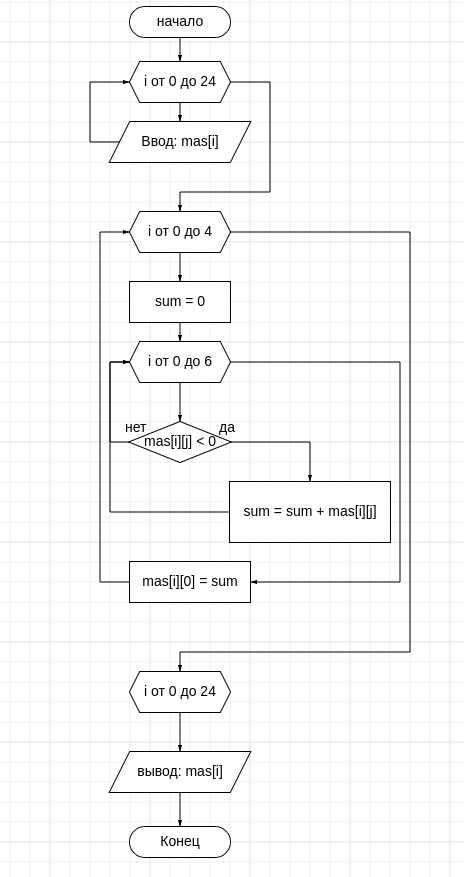 начало
i от 0 до 24
Ввод: mas[i]
i от 0 до 4
sum = 0
i от 0 до 6
нет
да
mas[i][j] < 0
sum = sum + mas[i][j]
mas[i][0] = sum
i от 0 до 24
вывод: mas[i]
Конец